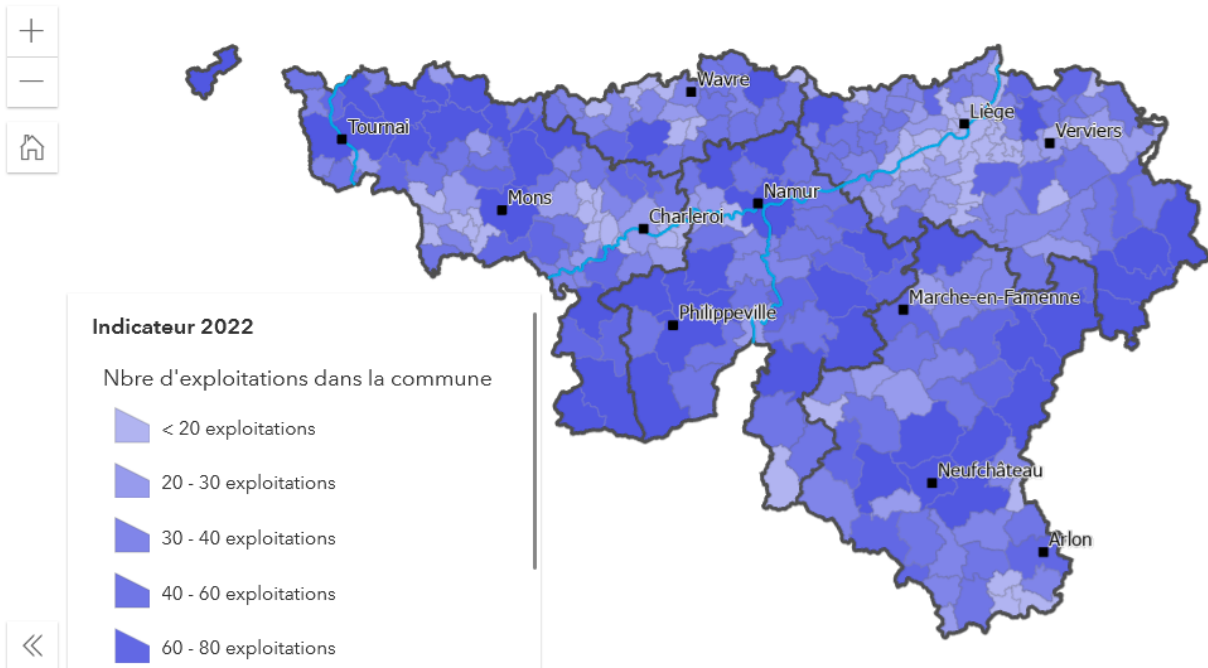 Wavre
Liège
Tournai
Verviers
Mons
Namur
Charleroi
Marche-en-Famenne
Philippeville
Indicateur 2022
Nbre d'exploitations dans la commune
< 20 exploitations
20 - 30 exploitations
30 - 40 exploitations
Neufchâteau
Arlon
40 - 60 exploitations
60 - 80 exploitations